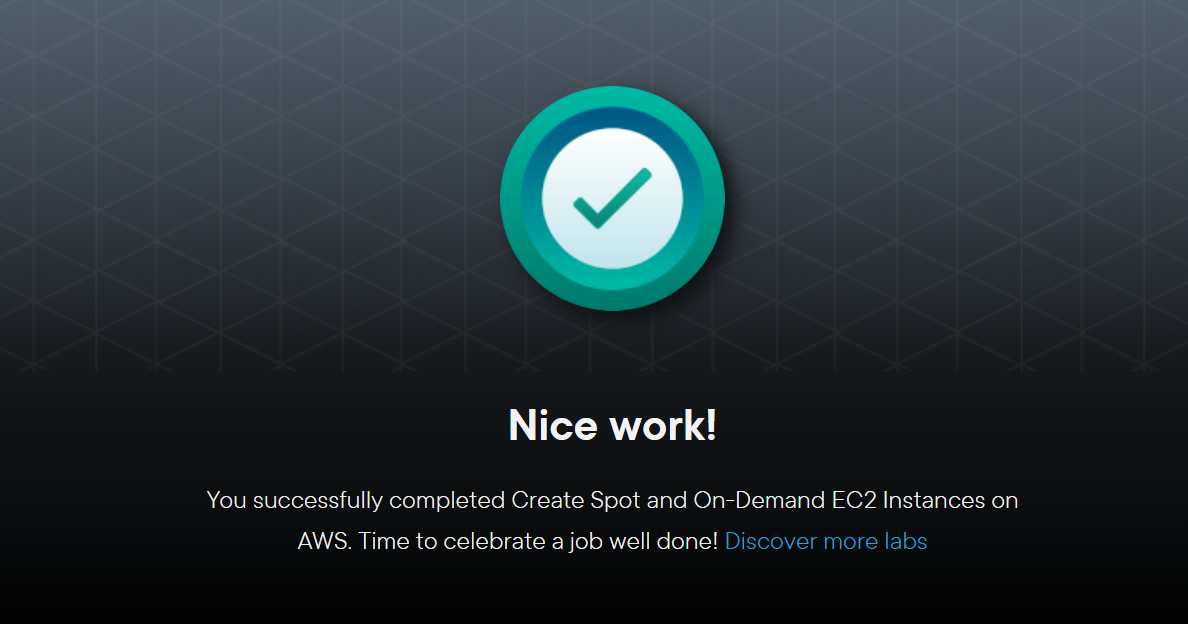 Nice work!
You successfully completed Create Spot and On-Demand EC2 Instances on
AWS. Time to celebrate a job well done! Discover more labs